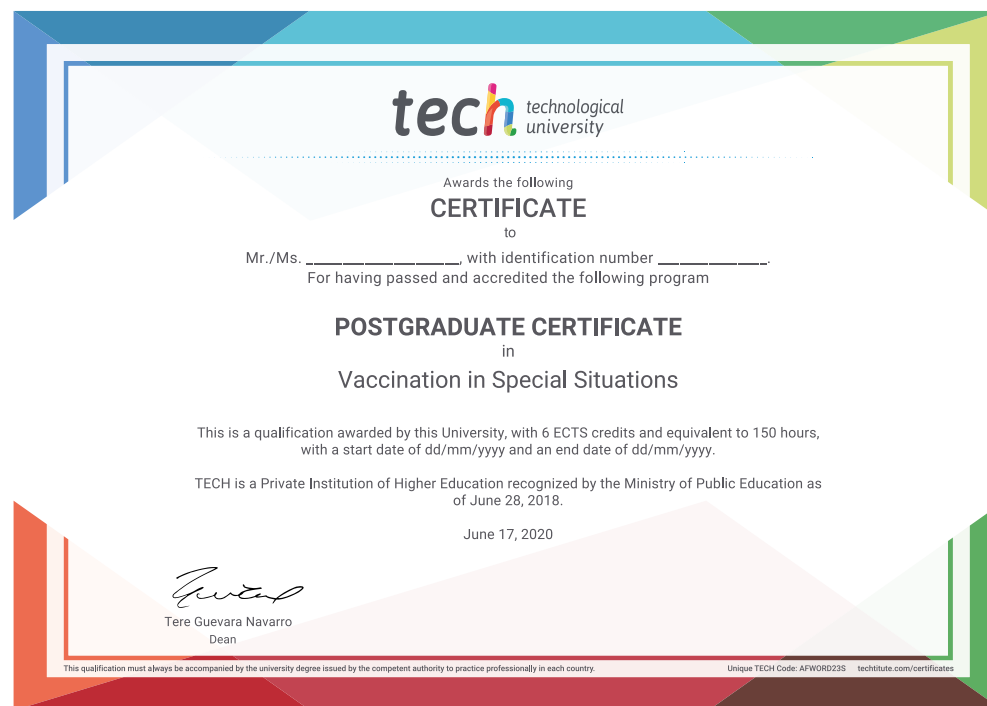 tech technological
university
Awards the following
CERTIFICATE
to
Mr./Ms. ____________________, with identification number ______________.
For having passed and accredited the following program
POSTGRADUATE CERTIFICATE
in
Vaccination in Special Situations
This is a qualification awarded by this University, with 6 ECTS credits and equivalent to 150 hours,
with a start date of dd/mm/yyyy and an end date of dd/mm/yyyy.
TECH is a Private Institution of Higher Education recognized by the Ministry of Public Education as
of June 28, 2018.
June 17, 2020
Tere Guevara Navarro
Dean
This qualification must always be accompanied by the university degree issued by the competent authority to practice professionally in each country.
Unique TECH Code: AFWORD23S techtitute.com/certificates